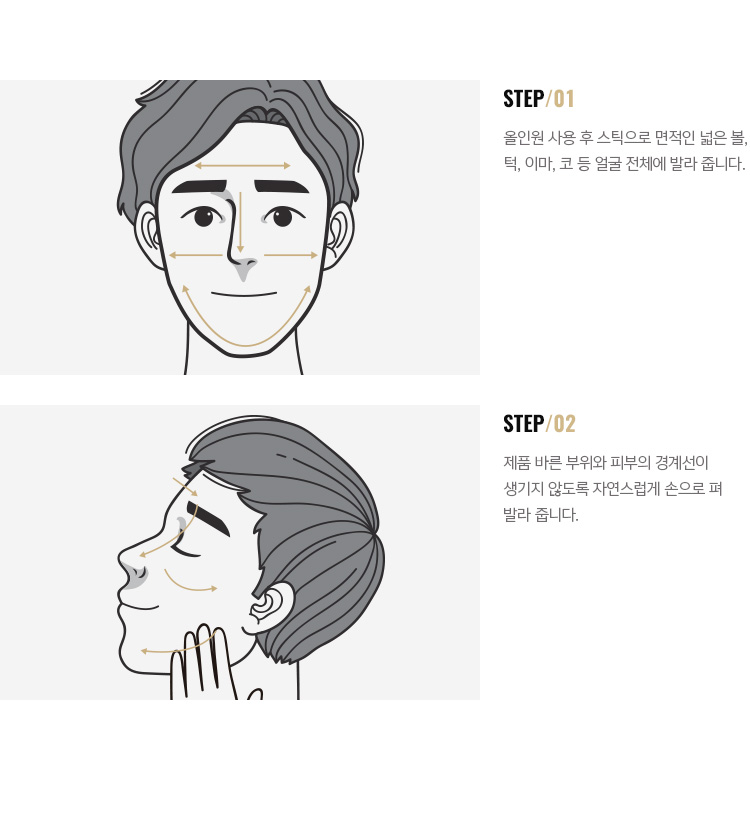 STEP/01
올인원 사용 후 스틱으로 면적인 넓은 볼,
턱, 이마, 코 등 얼굴 전체에 발라 줍니다.
STEP/02
제품 바른 부위와 피부의 경계선이
생기지 않도록 자연스럽게 손으로 펴
발라 줍니다.